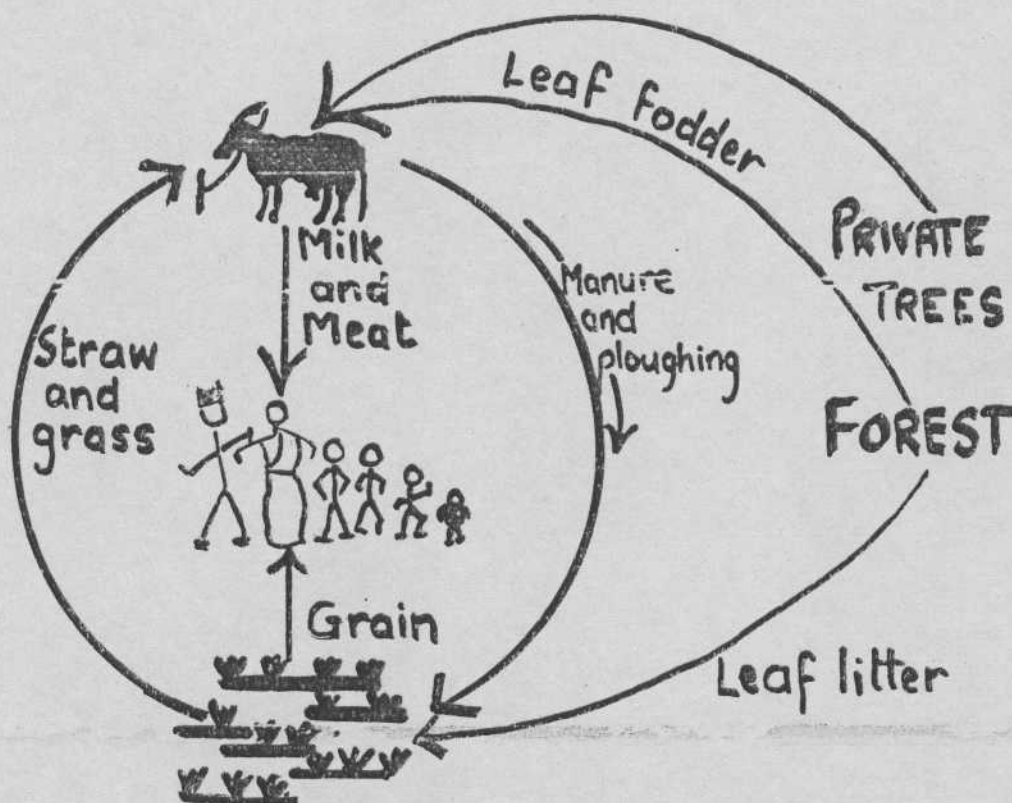 Leaf fodder
PRIVATE
TREES
Milk
and
Meat
Manure
and
ploughing
Straw
and
grass
FOREST
Grain
Leaf litter